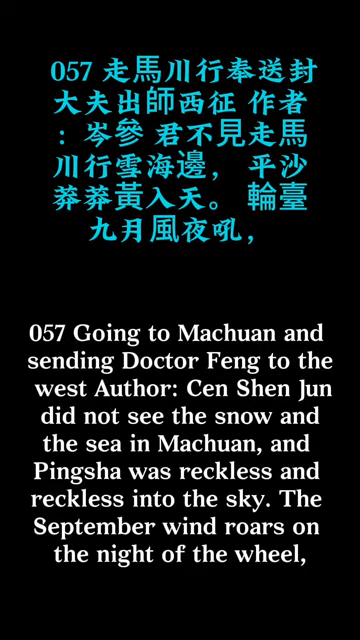 057 走馬川行奉送封
大夫出師西征 作者
：岑參 君不見走馬
川行雪海邊， 平沙
莽莽黃入天。 輪臺
九月風夜吼，
057 Going to Machuan and
sending Doctor Feng to the
west Author: Cen Shen Jun
did not see the snow and
the sea in Machuan, and
Pingsha was reckless and
reckless into the sky. The
September wind roars on
the night of the wheel,